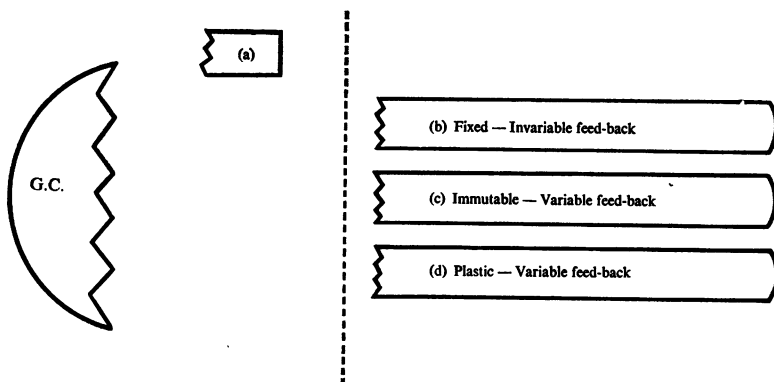 (a)
G.C.
(b) Fixed — Invariable feed-back
(c) Immutable — Variable feed-back
(d) Plastic — Variable feed-back